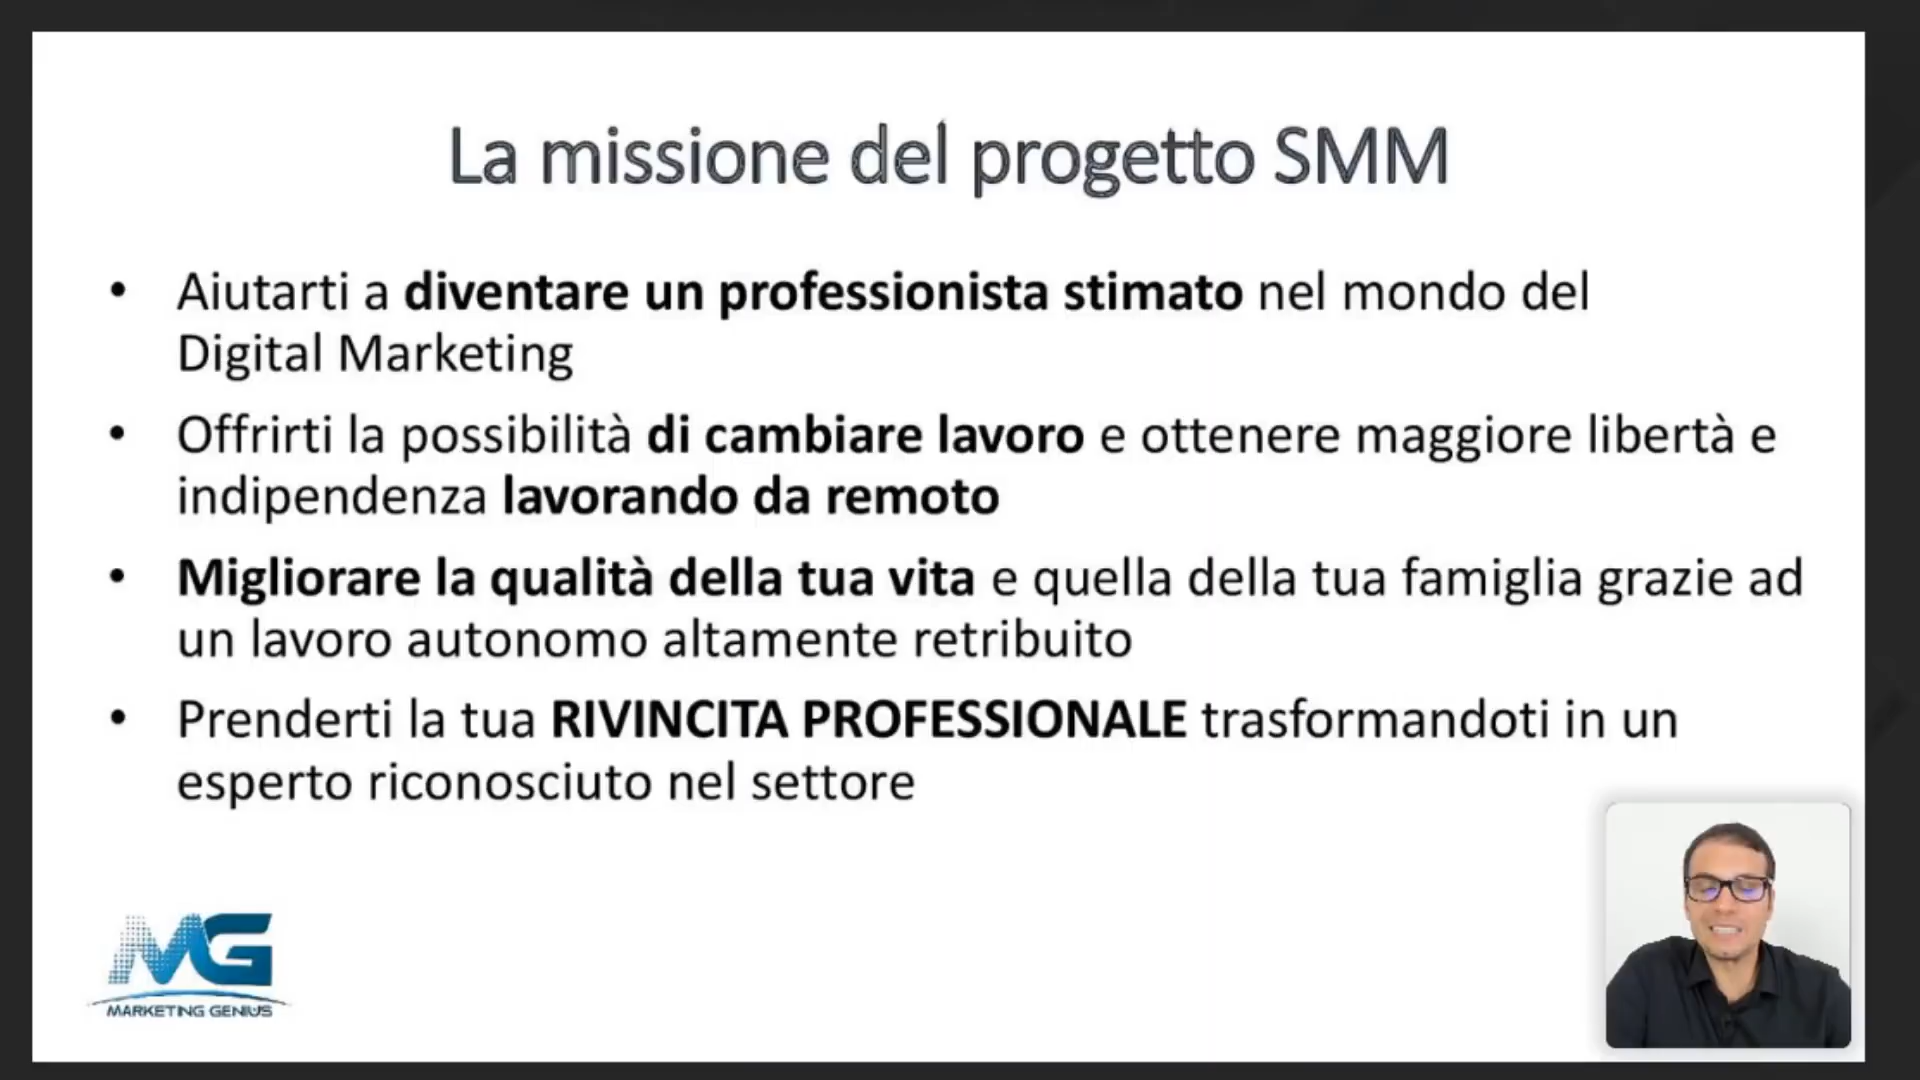 La missione del progetto SMM
• Aiutarti a diventare un professionista stimato nel mondo del
Digital Marketing
• Offrirti la possibilità di cambiare lavoro e ottenere maggiore libertà e
indipendenza lavorando da remoto
• Migliorare la qualità della tua vita e quella della tua famiglia grazie ad
un lavoro autonomo altamente retribuito
• Prenderti la tua RIVINCITA PROFESSIONALE trasformandoti in un
esperto riconosciuto nel settore
MG
MARKETING GENIUS